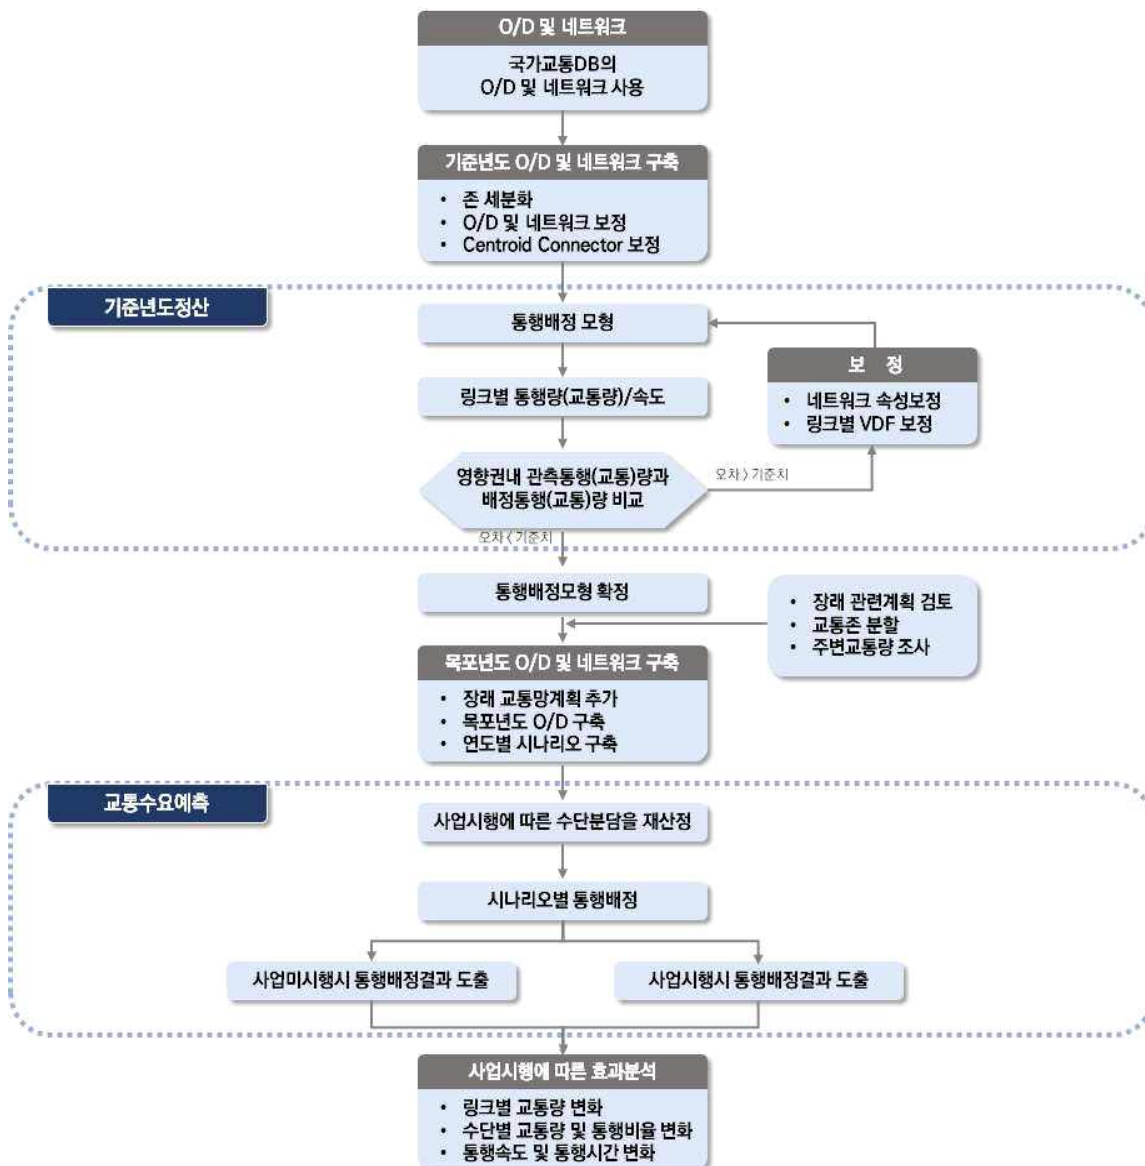 O/D 및 네트워크
국가교통DB의
O/D 및 네트워크 사용
기준년도 O/D 및 네트워크 구축
• 존 세분화
• O/D 및 네트워크 보정
• Centroid Connector 보정
기준년도정산
통행배정 모형
링크별 통행량(교통량)/속도
보 정
• 네트워크 속성보정
• 링크별 VDF 보정
영향권내 관측통행(교통)량과
배정통행(교통)량 비교
오차 > 기준치
오차 < 기준치
통행배정모형 확정
• 장래 관련계획 검토
• 교통존 분할
• 주변교통량 조사
목포년도 O/D 및 네트워크 구축
• 장래 교통망계획 추가
• 목포년도 O/D 구축
• 연도별 시나리오 구축
교통수요예측
사업시행에 따른 수단분담을 재산정
시나리오별 통행배정
사업미시행시 통행배정결과 도출
사업시행시 통행배정결과 도출
사업시행에 따른 효과분석
• 링크별 교통량 변화
• 수단별 교통량 및 통행비율 변화
• 통행속도 및 통행시간 변화